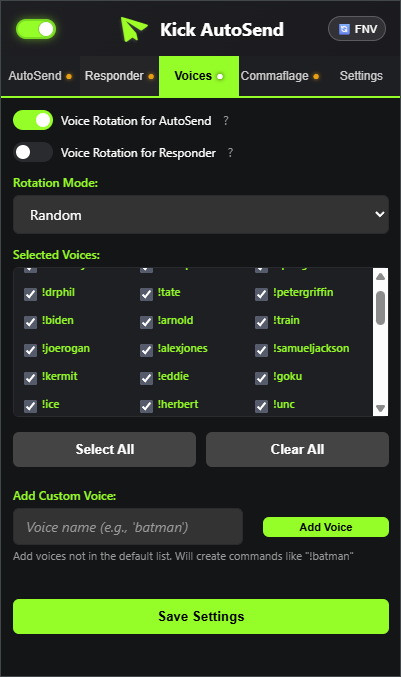 Kick AutoSend
FNV
AutoSend Responder Voices Commaflage Settings
Voice Rotation for AutoSend ?
Voice Rotation for Responder ?
Rotation Mode:
Random
Selected Voices:
!drphil !tate !petergriffin
!biden !arnold !train
!joerogan !alexjones !samueljackson
!kermit !eddie !goku
!ice !herbert !unc
Select All Clear All
Add Custom Voice:
Voice name (e.g., 'batman') Add Voice
Add voices not in the default list. Will create commands like "!batman"
Save Settings